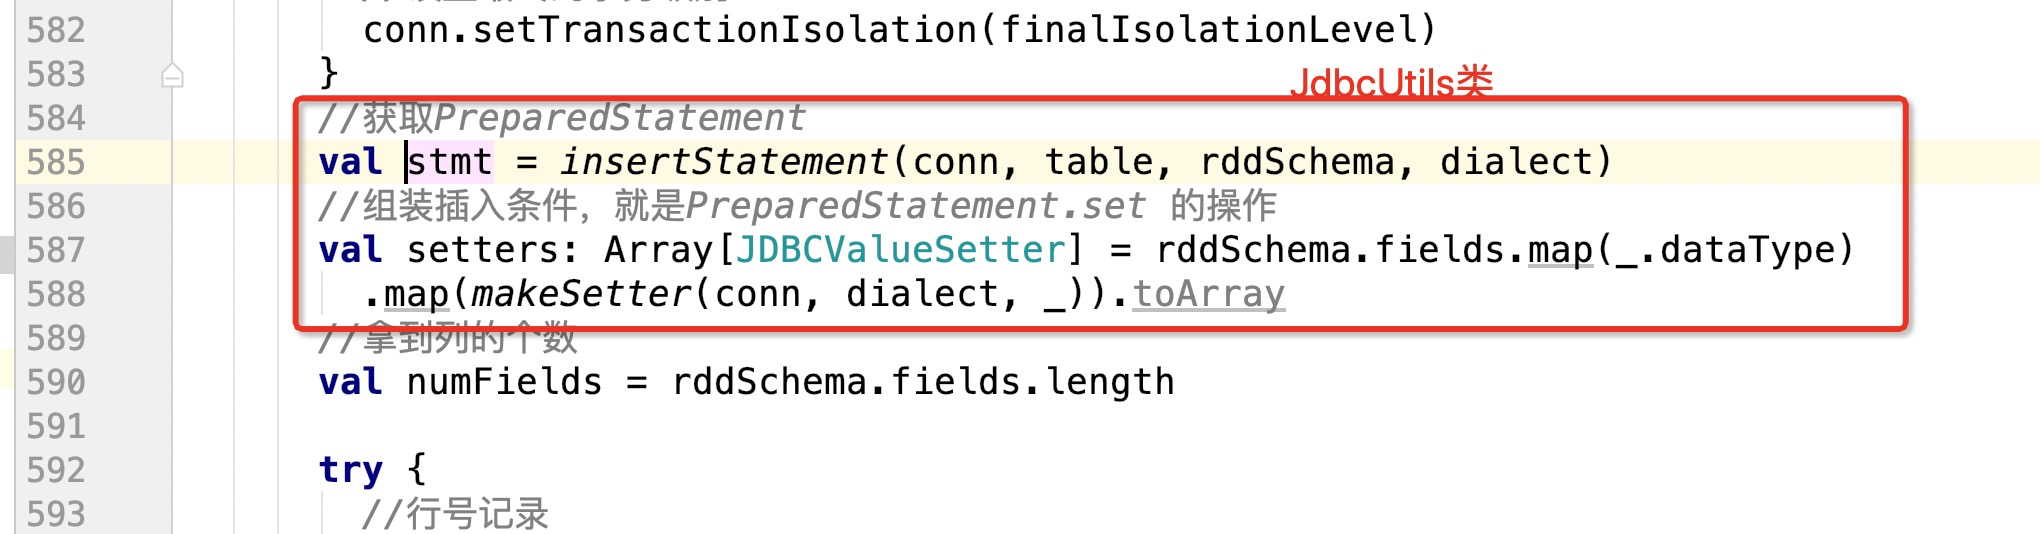 582 conn.setTransactionIsolation(finalIsolationLevel)
583 }
JdbcUtils类
584 //获取PreparedStatement
585 val stmt = insertStatement(conn, table, rddSchema, dialect)
586 //组装插入条件，就是PreparedStatement.set 的操作
587 val setters: Array[JDBCValueSetter] = rddSchema.fields.map(_.dataType)
588 .map(makeSetter(conn, dialect, _)).toArray
589 //拿到列的个数
590 val numFields = rddSchema.fields.length
591
592 try {
593 //行号记录